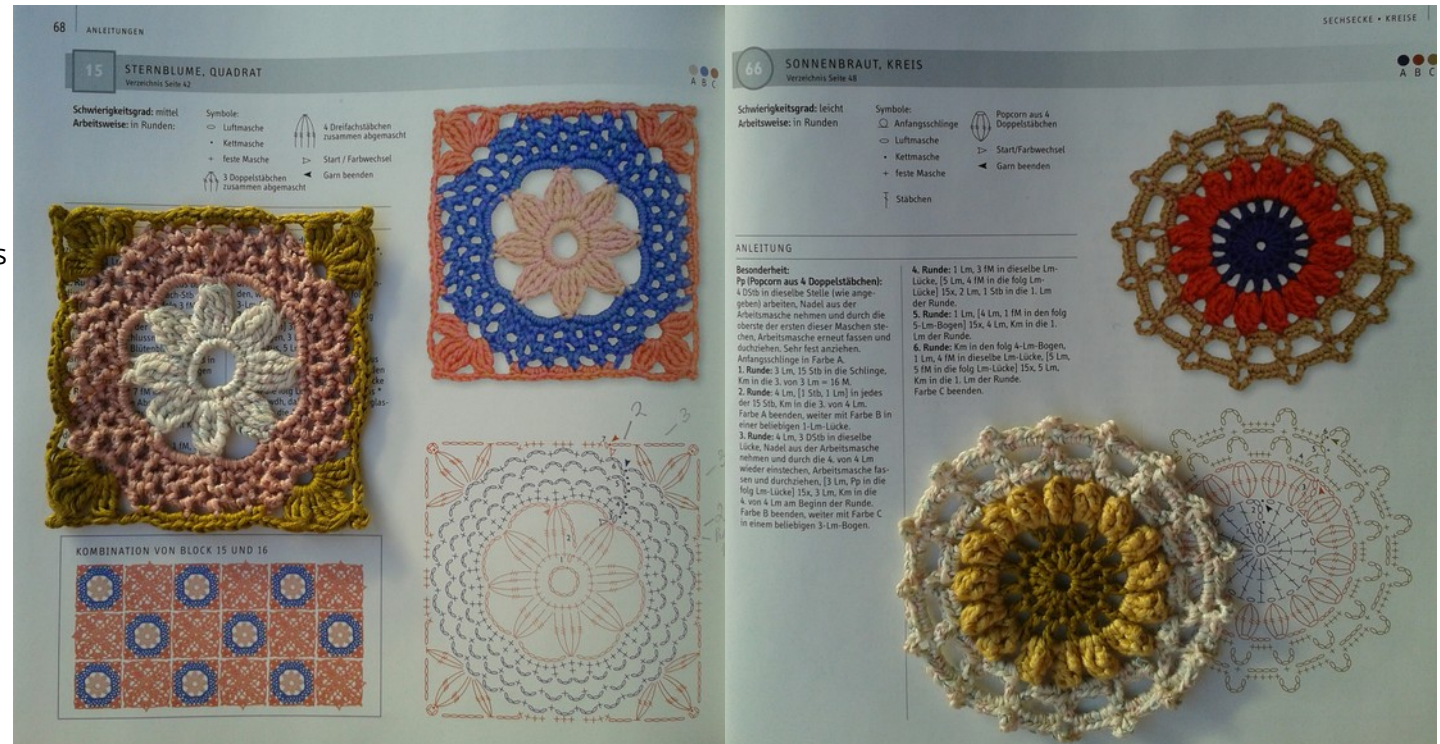 s
68 ANLEITUNGEN
15 STERNBLUME, QUADRAT
Verzeichnis Seite 42
A B C
Schwierigkeitsgrad: mittel
Arbeitsweise: in Runden:
Symbole:
Luftmasche
Kettmasche
feste Masche
3 Doppelstäbchen
zusammen abgemascht
4 Dreifachstäbchen
zusammen abgemascht
Start / Farbwechsel
Garn beenden
2
3
KOMBINATION VON BLOCK 15 UND 16
SECHSECKE • KREISE
66 SONNENBRAUT, KREIS
Verzeichnis Seite 48
A B C
Schwierigkeitsgrad: leicht
Arbeitsweise: in Runden
Symbole:
Anfangsschlinge
Luftmasche
Kettmasche
feste Masche
Stäbchen
Popcorn aus 4
Doppelstäbchen
Start/Farbwechsel
Garn beenden
ANLEITUNG
Besonderheit:
Pp (Popcorn aus 4 Doppelstäbchen):
4 DStb in dieselbe Stelle (wie ange-
geben) arbeiten, Nadel aus der
Arbeitsmasche nehmen und durch die
oberste der ersten dieser Maschen ste-
chen, Arbeitsmasche erneut fassen und
duchziehen. Sehr fest anziehen.
Anfangsschlinge in Farbe A.
1. Runde: 3 Lm, 15 Stb in die Schlinge,
Km in die 3. von 3 Lm = 16 M.
2. Runde: 4 Lm, [1 Stb, 1 Lm] in jedes
der 15 Stb, Km in die 3. von 4 Lm.
Farbe A beenden, weiter mit Farbe B in
einer beliebigen 1-Lm-Lücke.
3. Runde: 4 Lm, 3 DStb in dieselbe
Lücke, Nadel aus der Arbeitsmasche
nehmen und durch die 4. von 4 Lm
wieder einstechen, Arbeitsmasche fas-
sen und durchziehen, [3 Lm, Pp in die
folg Lm-Lücke] 15x, 3 Lm, Km in die
4. von 4 Lm am Beginn der Runde.
Farbe B beenden, weiter mit Farbe C
in einem beliebigen 3-Lm-Bogen.
4. Runde: 1 Lm, 3 fM in dieselbe Lm-
Lücke, [5 Lm, 4 fM in die folg Lm-
Lücke] 15x, 2 Lm, 1 Stb in die 1. Lm
der Runde.
5. Runde: 1 Lm, [4 Lm, 1 fM in den folg
5-Lm-Bogen] 15x, 4 Lm, Km in die 1.
Lm der Runde.
6. Runde: Km in den folg 4-Lm-Bogen,
1 Lm, 4 fM in dieselbe Lm-Lücke, [5 Lm,
5 fM in die folg Lm-Lücke] 15x, 5 Lm,
Km in die 1. Lm der Runde.
Farbe C beenden.